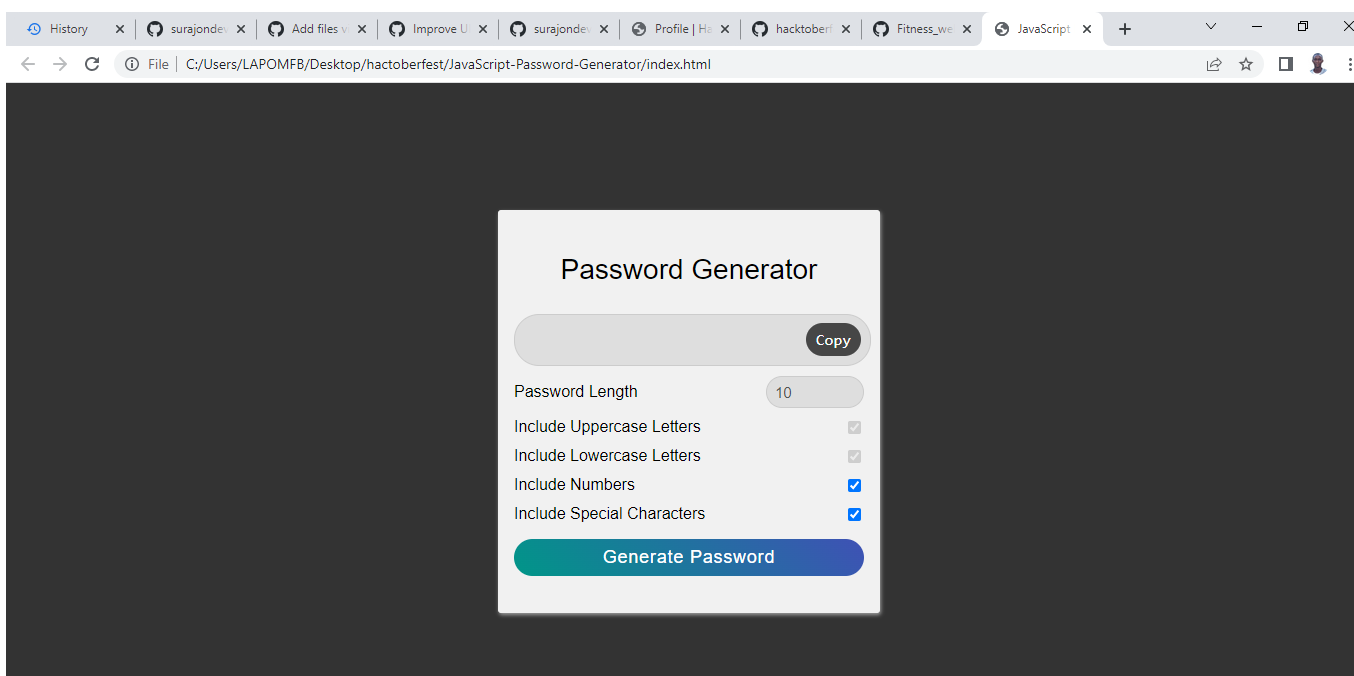 History surajondev Add files v Improve U surajondev Profile | Ha hacktoberf Fitness_we JavaScript
File C:/Users/LAPOMFB/Desktop/hactoberfest/JavaScript-Password-Generator/index.html
Password Generator
Copy
Password Length 10
Include Uppercase Letters
Include Lowercase Letters
Include Numbers
Include Special Characters
Generate Password